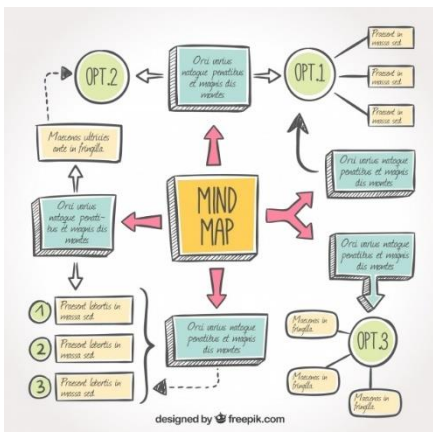 OPT.2
Orci varius
natoque penatibus
et magnis dis
montes
OPT.1
Praesent in
massa sed.
Praesent in
massa sed.
Praesent in
massa sed.
Maecenas ultricies
ante in fringilla.
Orci varius
natoque penati-
bus et magnis dis
montes
MIND
MAP
Orci varius natoque
penatibus et magnis
dis montes
Orci varius natoque
penatibus et magnis
dis montes
1
Praesent lobortis in
massa sed.
2
Praesent lobortis in
massa sed.
3
Praesent lobortis in
massa sed.
Orci varius natoque
penatibus et magnis
dis montes
Maecenas in
fringilla.
Maecenas in
fringilla.
Maecenas in
fringilla.
OPT.3
designed by freepik.com